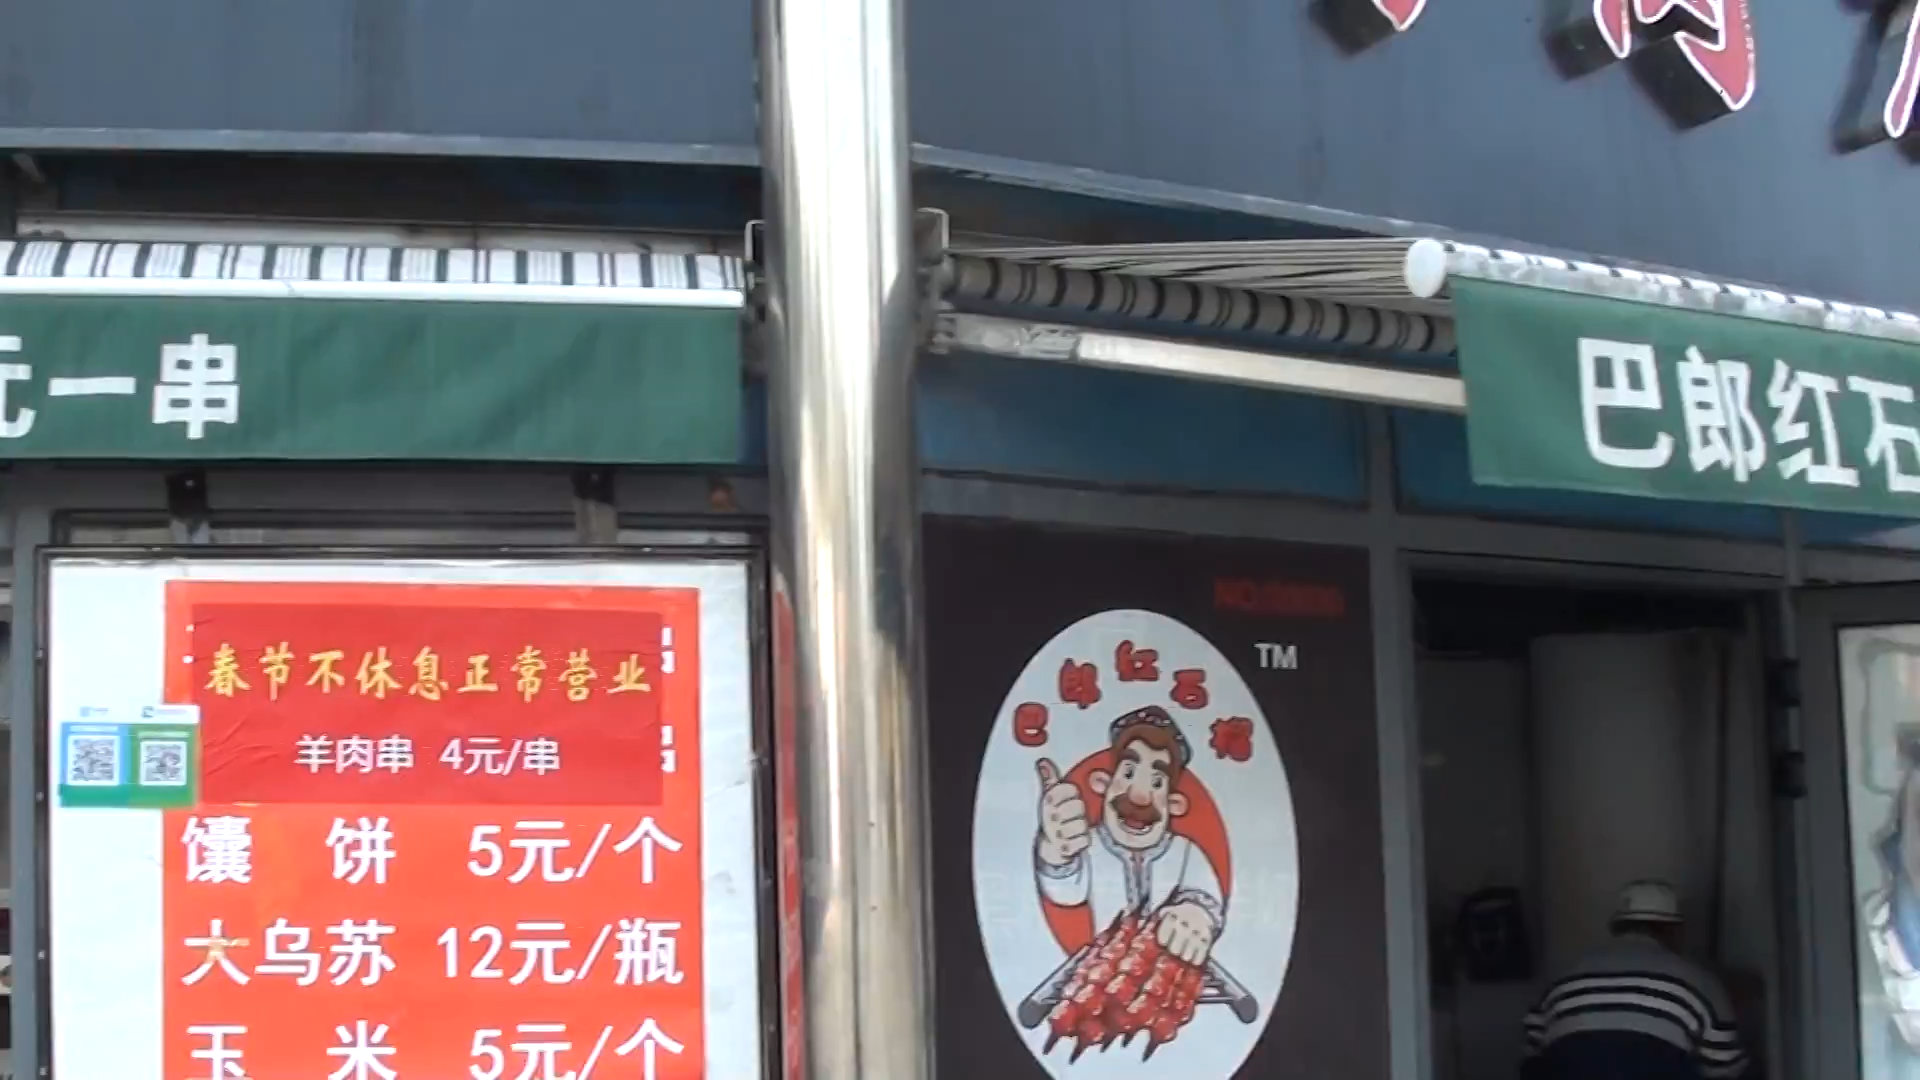 元一串
巴郎红石
春节不休息正常营业
羊肉串 4元/串
馕 饼 5元/个
大乌苏 12元/瓶
玉 米 5元/个
TM
巴郎红石榴